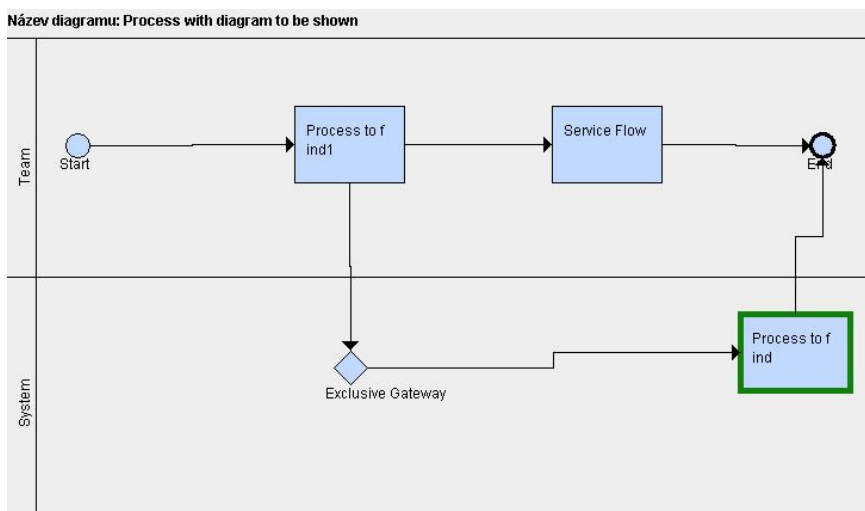 Název diagramu: Process with diagram to be shown
Team
Start
Process to f
ind1
Service Flow
End
System
Exclusive Gateway
Process to f
ind